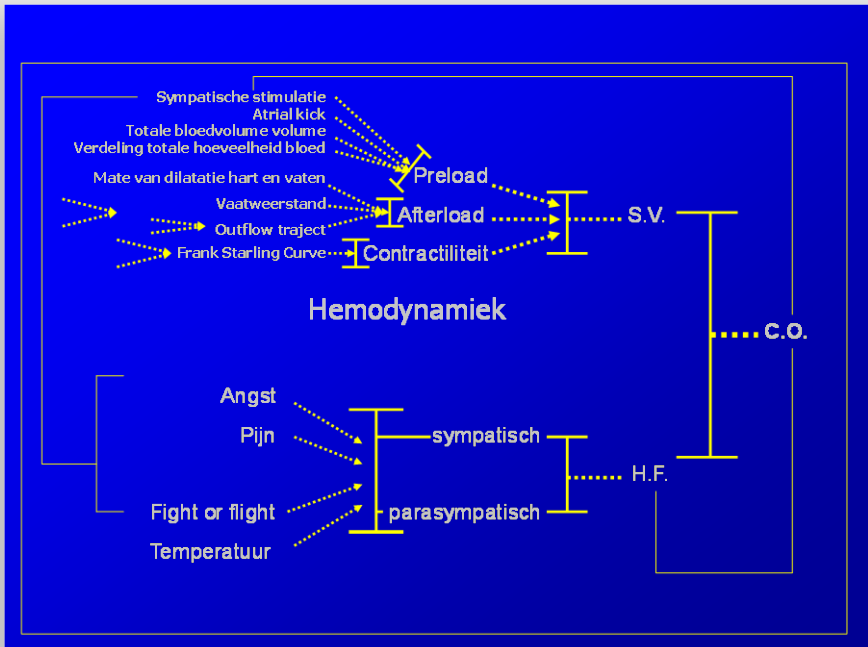 Sympatische stimulatie
Atrial kick
Totale bloedvolume volume
Verdeling totale hoeveelheid bloed
Preload
Mate van dilatatie hart en vaten
Vaatweerstand
Afterload
S.V.
Outflow traject
Frank Starling Curve
Contractiliteit
Hemodynamiek
C.O.
Angst
Pijn
sympatisch
H.F.
Fight or flight
parasympatisch
Temperatuur